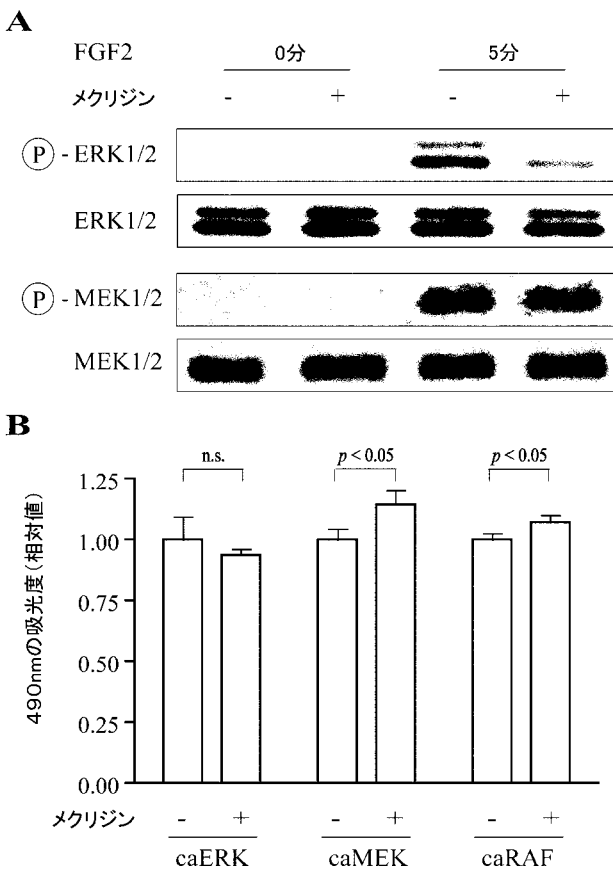 A
FGF2 0分 5分
メクリジン - + - +
Ⓟ - ERK1/2
ERK1/2
Ⓟ - MEK1/2
MEK1/2
B
n.s. p < 0.05 p < 0.05
490nmの吸光度(相対値)
1.25
1.00
0.75
0.50
0.25
0.00
メクリジン - + - + - +
caERK caMEK caRAF